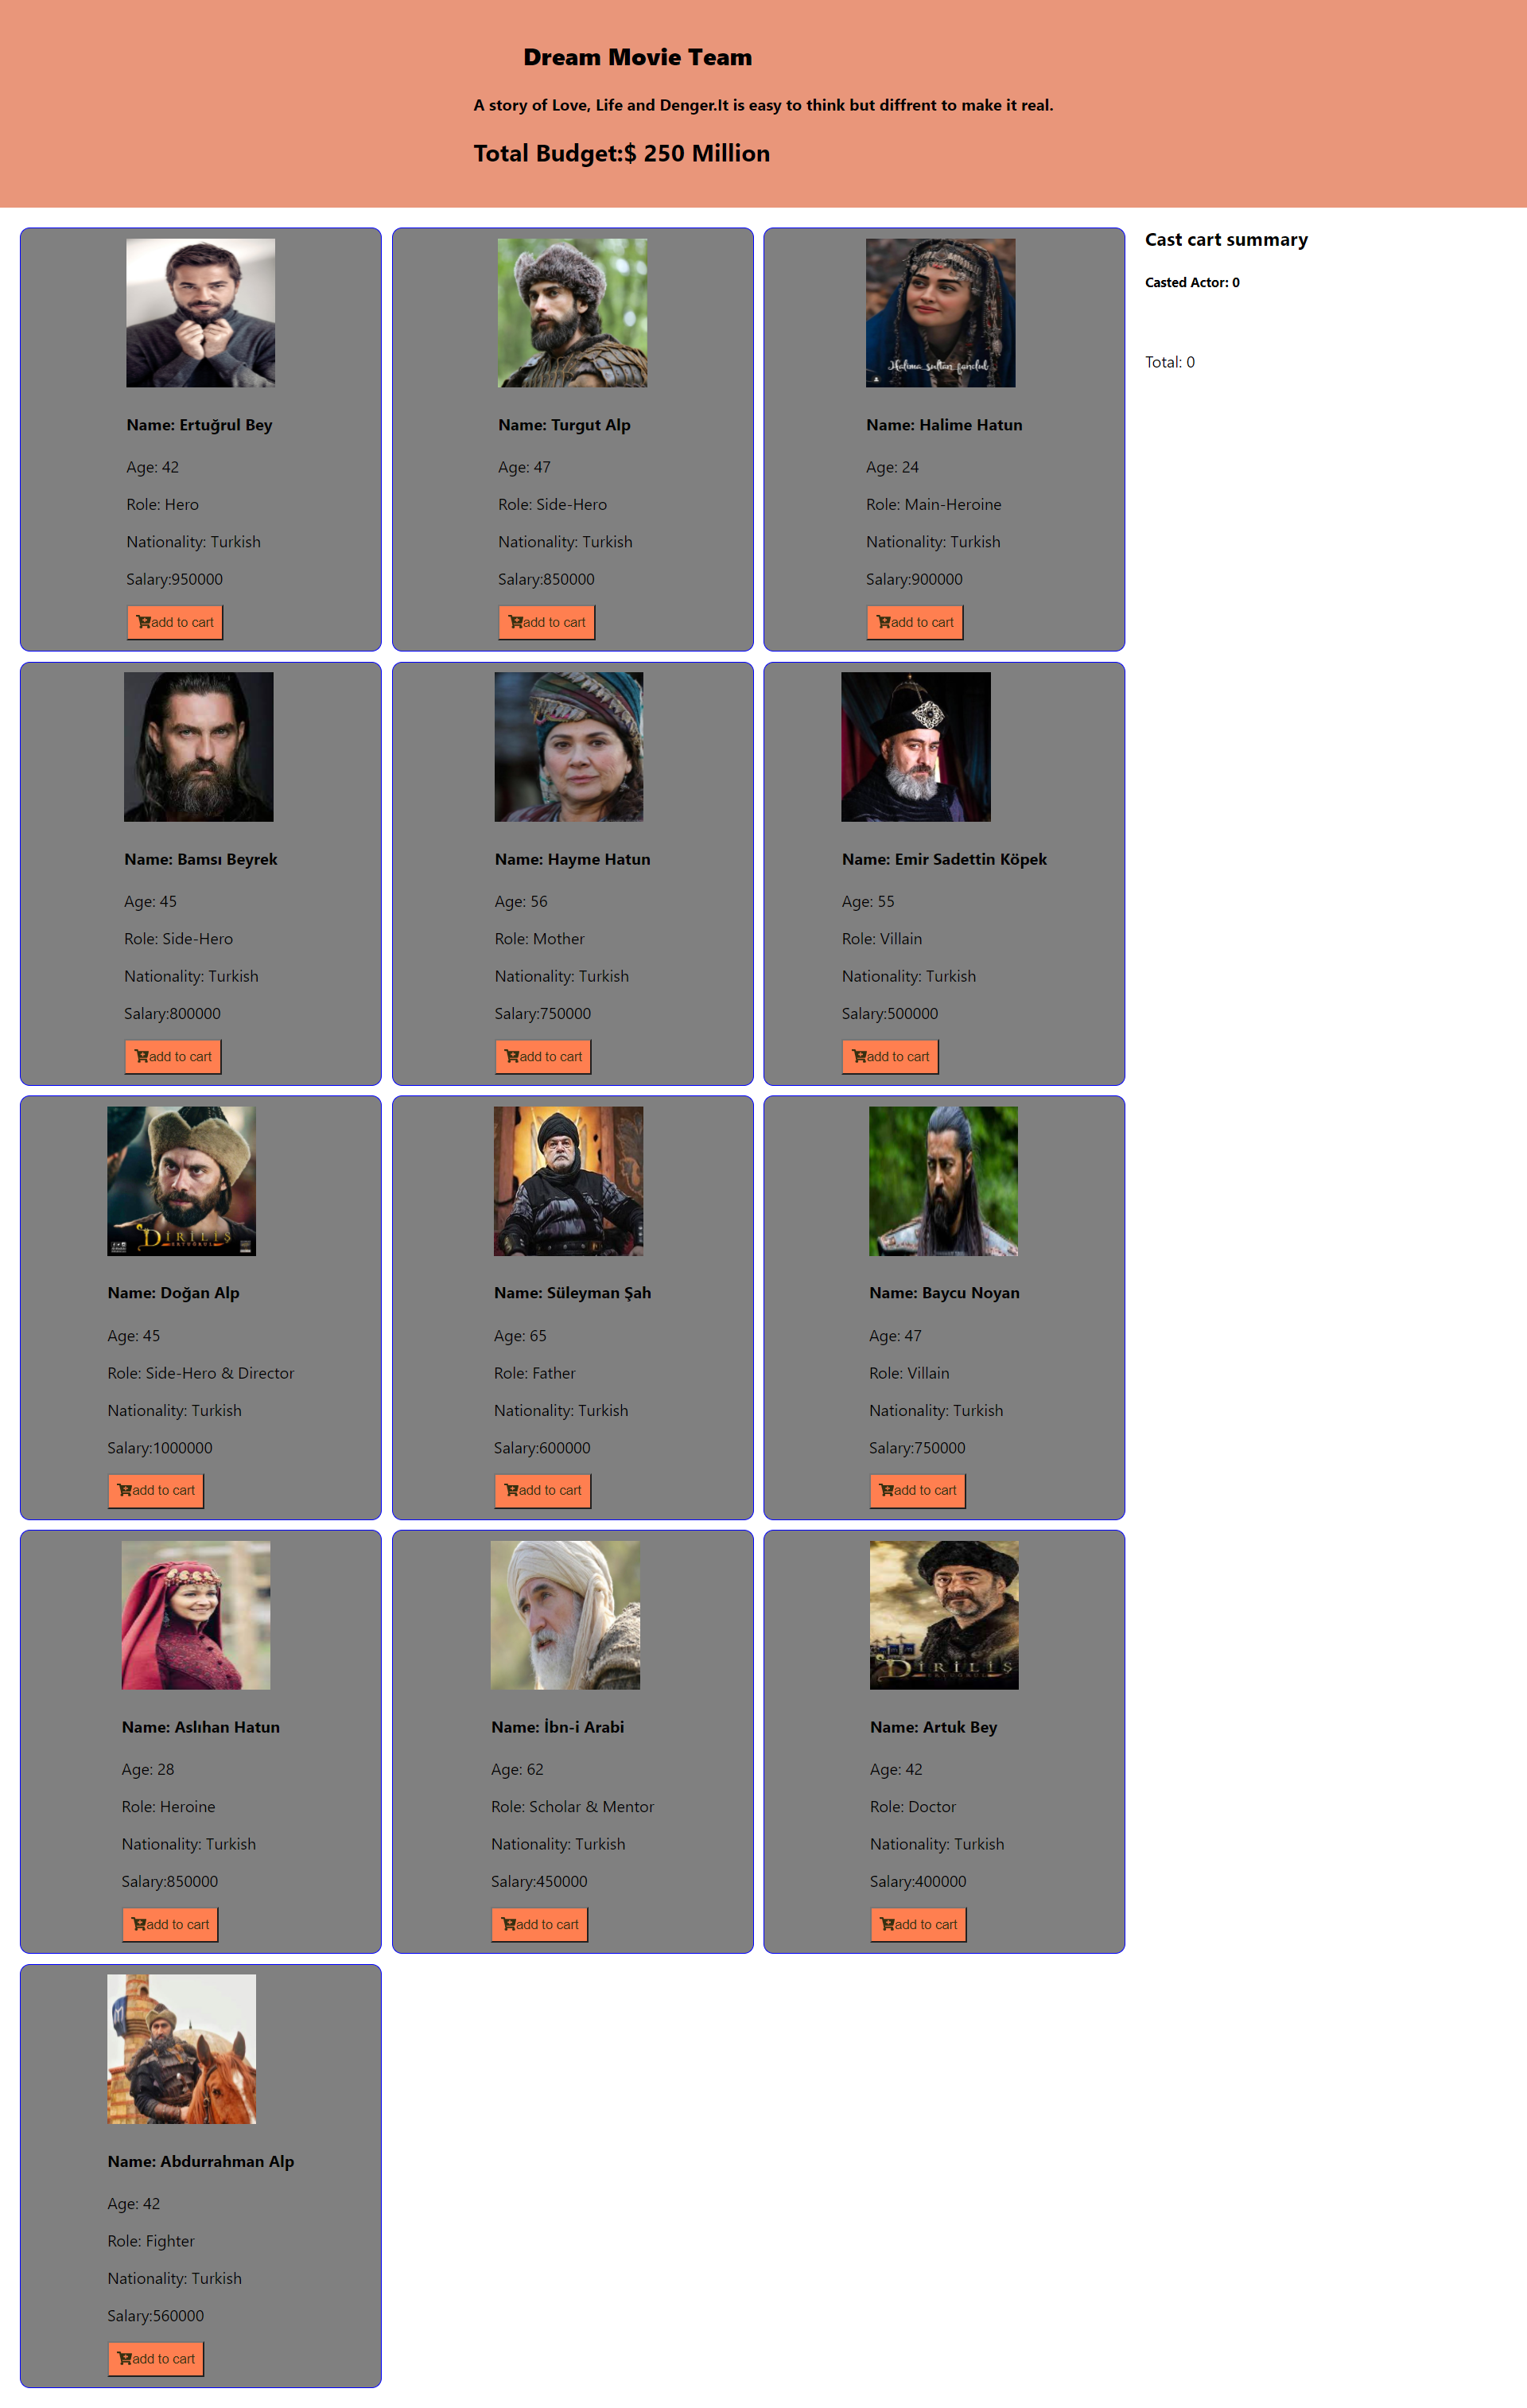 Dream Movie Team
A story of Love, Life and Denger.It is easy to think but diffrent to make it real.
Total Budget:$ 250 Million
Halima_sultan_fandub
Name: Ertuğrul Bey
Age: 42
Role: Hero
Nationality: Turkish
Salary:950000
add to cart
Name: Turgut Alp
Age: 47
Role: Side-Hero
Nationality: Turkish
Salary:850000
add to cart
Name: Halime Hatun
Age: 24
Role: Main-Heroine
Nationality: Turkish
Salary:900000
add to cart
Name: Bamsı Beyrek
Age: 45
Role: Side-Hero
Nationality: Turkish
Salary:800000
add to cart
Name: Hayme Hatun
Age: 56
Role: Mother
Nationality: Turkish
Salary:750000
add to cart
Name: Emir Sadettin Köpek
Age: 55
Role: Villain
Nationality: Turkish
Salary:500000
add to cart
DİRİLİŞ
ERTUĞRUL
Name: Doğan Alp
Age: 45
Role: Side-Hero & Director
Nationality: Turkish
Salary:1000000
add to cart
Name: Süleyman Şah
Age: 65
Role: Father
Nationality: Turkish
Salary:600000
add to cart
Name: Baycu Noyan
Age: 47
Role: Villain
Nationality: Turkish
Salary:750000
add to cart
Name: Aslıhan Hatun
Age: 28
Role: Heroine
Nationality: Turkish
Salary:850000
add to cart
Name: İbn-i Arabi
Age: 62
Role: Scholar & Mentor
Nationality: Turkish
Salary:450000
add to cart
DİRİLİŞ
ERTUĞRUL
Name: Artuk Bey
Age: 42
Role: Doctor
Nationality: Turkish
Salary:400000
add to cart
Name: Abdurrahman Alp
Age: 42
Role: Fighter
Nationality: Turkish
Salary:560000
add to cart
Cast cart summary
Casted Actor: 0
Total: 0